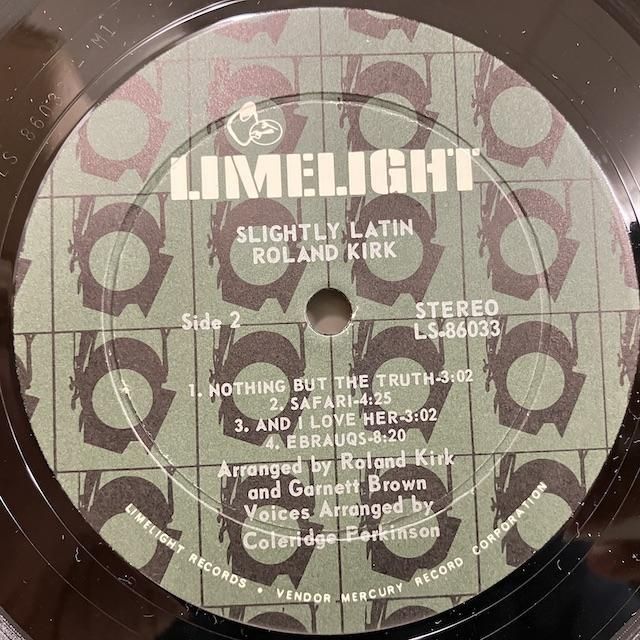 LIMELIGHT
SLIGHTLY LATIN
ROLAND KIRK
Side 2
STEREO
LS-86033
1. NOTHING BUT THE TRUTH-3:02
2. SAFARI-4:25
3. AND I LOVE HER-3:02
4. EBRAUQS-8:20
Arranged by Roland Kirk
and Garnett Brown
Voices Arranged by
Coleridge Perkinson
LIMELIGHT RECORDS • VENDOR MERCURY RECORD CORPORATION